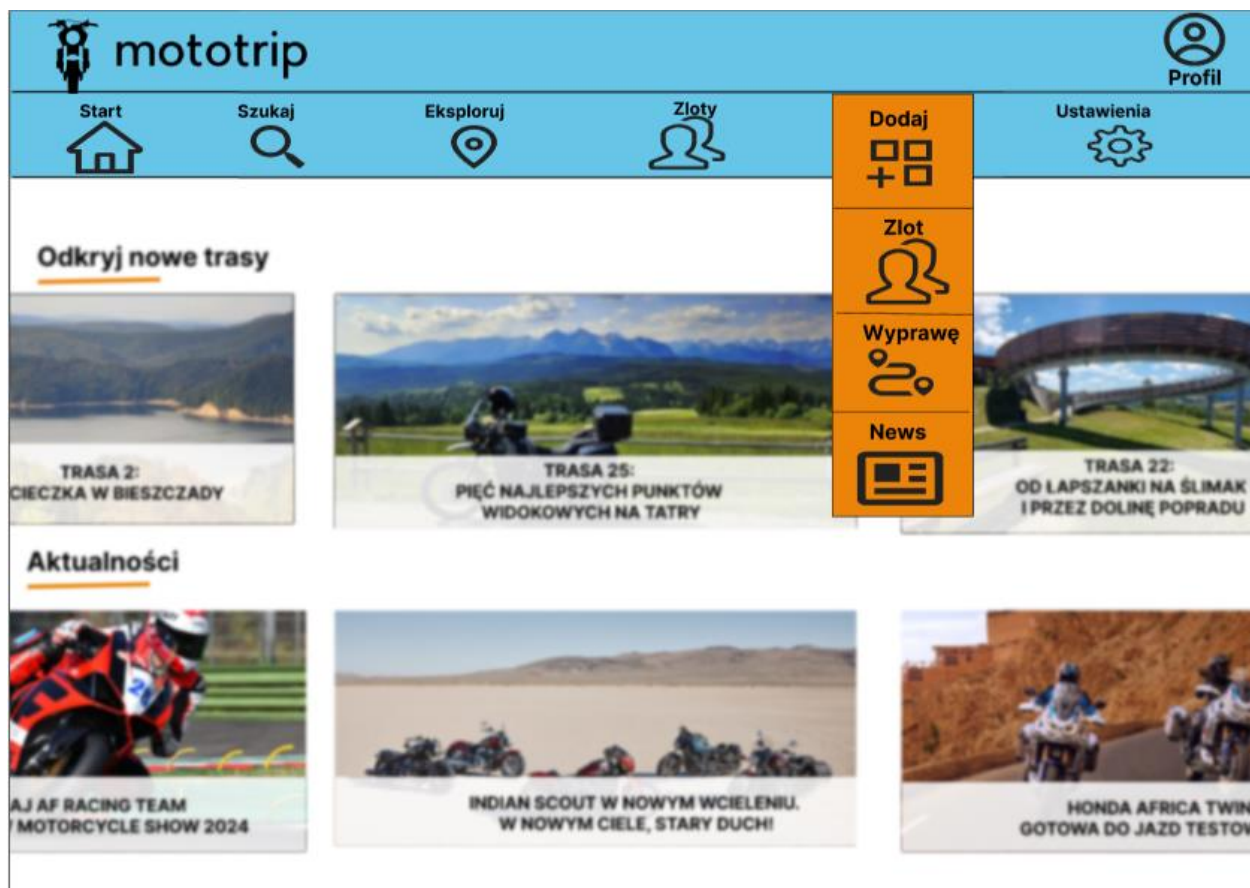 mototrip
Profil
Start
Szukaj
Eksploruj
Zloty
Dodaj
Ustawienia
Zlot
Wyprawę
News
Odkryj nowe trasy
TRASA 2:
CIECZKA W BIESZCZADY
TRASA 25:
PIĘĆ NAJLEPSZYCH PUNKTÓW
WIDOKOWYCH NA TATRY
TRASA 22:
OD ŁAPSZANKI NA ŚLIMAK
I PRZEZ DOLINĘ POPRADU
Aktualności
AJ AF RACING TEAM
MOTORCYCLE SHOW 2024
INDIAN SCOUT W NOWYM WCIELENIU.
W NOWYM CIELE, STARY DUCH!
HONDA AFRICA TWIN
GOTOWA DO JAZD TESTOW